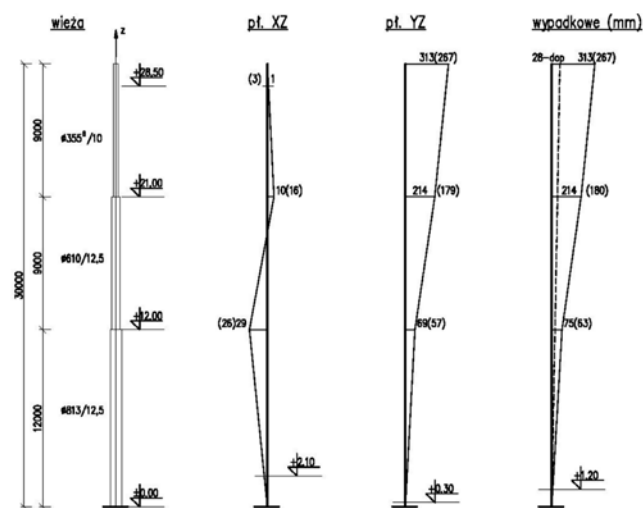 wieża
pł. XZ
pł. YZ
wypadkowe (mm)
z
+28.50
(3) 1
313(267)
28-dop 313(267)
9000
ø355⁶/10
+21.00
10(16)
214 (179)
214 (180)
30000
9000
ø610/12,5
+12.00
(26)29
69(57)
75(63)
12000
ø813/12,5
+2.10
+1.20
+0.30
±0.00